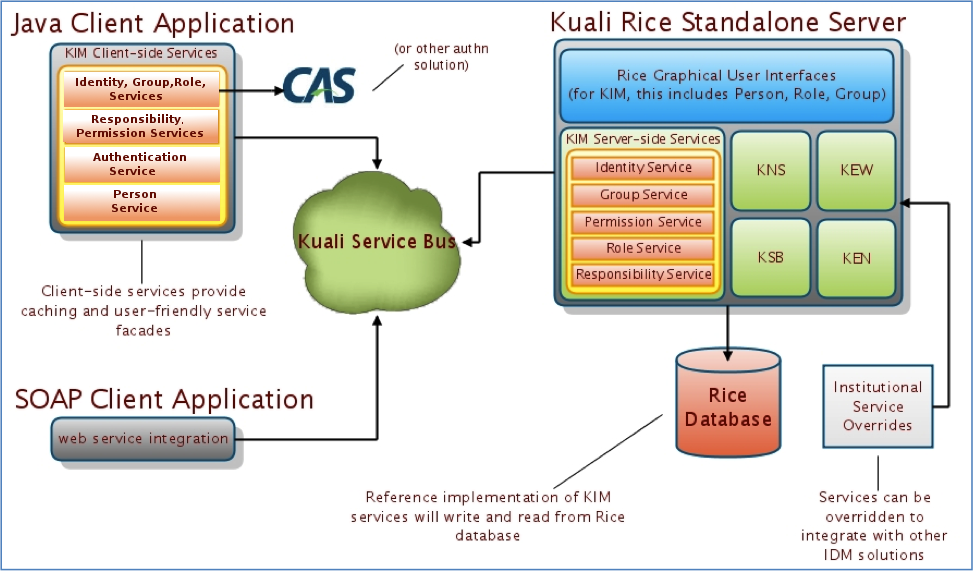 Java Client Application
KIM Client-side Services
Identity, Group,Role,
Services
Responsibility,
Permission Services
Authentication
Service
Person
Service
CAS
(or other authn
solution)
Client-side services provide
caching and user-friendly service
facades
Kuali Service Bus
SOAP Client Application
web service integration
Kuali Rice Standalone Server
Rice Graphical User Interfaces
(for KIM, this includes Person, Role, Group)
KIM Server-side Services
Identity Service
Group Service
Permission Service
Role Service
Responsibility Service
KNS
KEW
KSB
KEN
Rice
Database
Reference implementation of KIM
services will write and read from Rice
database
Institutional
Service
Overrides
Services can be
overridden to
integrate with other
IDM solutions